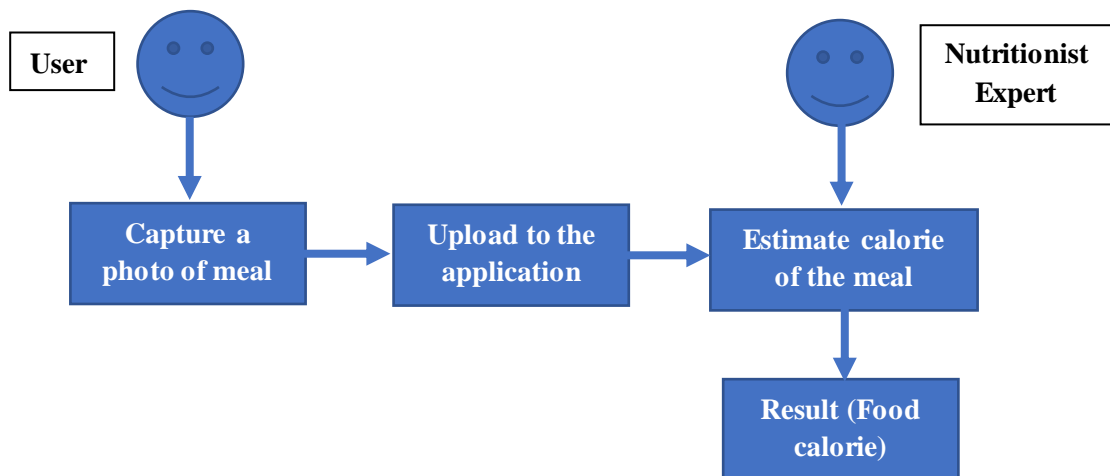 User
Nutritionist
Expert
Capture a
photo of meal
Upload to the
application
Estimate calorie
of the meal
Result (Food
calorie)